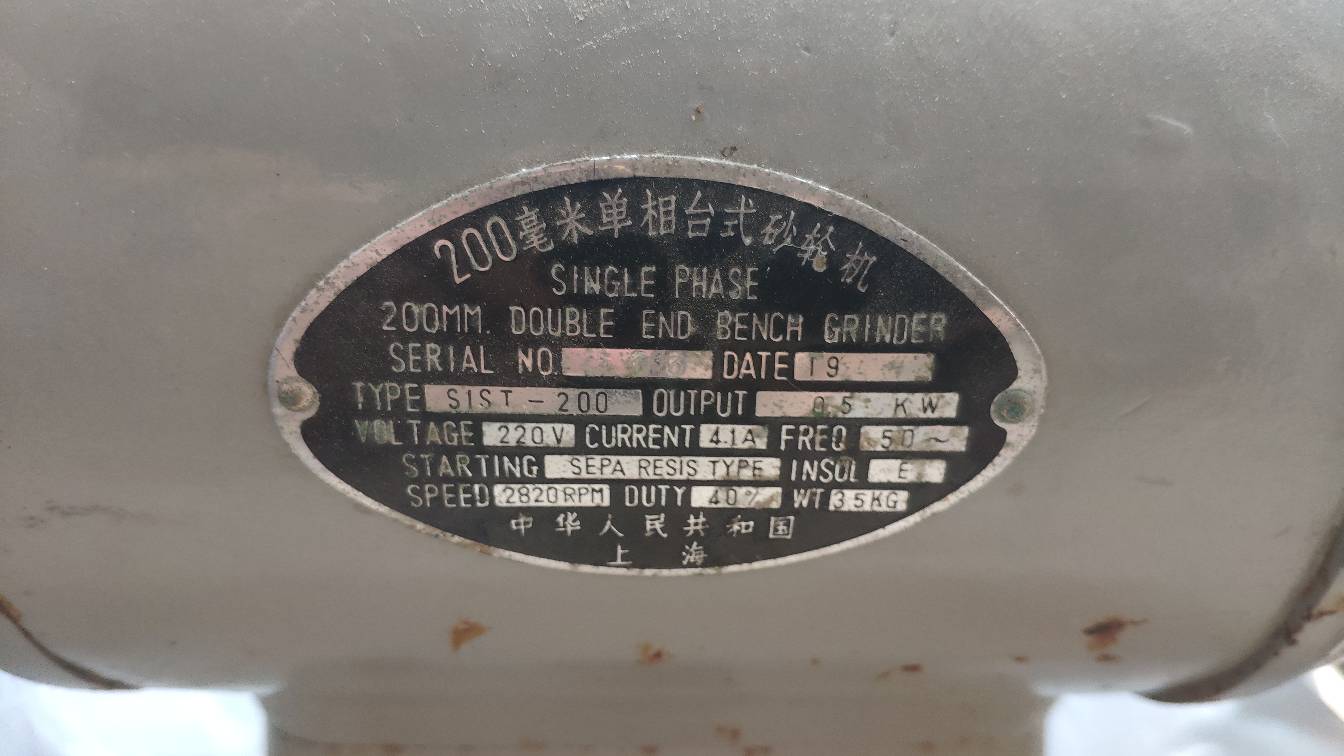 200毫米单相台式砂轮机
SINGLE PHASE
200MM. DOUBLE END BENCH GRINDER
SERIAL NO. DATE 19
TYPE SIST-200 OUTPUT 0.5 KW
VOLTAGE 220V CURRENT 4.1A FREQ 50~
STARTING SEPA RESIS TYPE INSUL E
SPEED 2820RPM DUTY 40% WT 35KG
中华人民共和国
上海